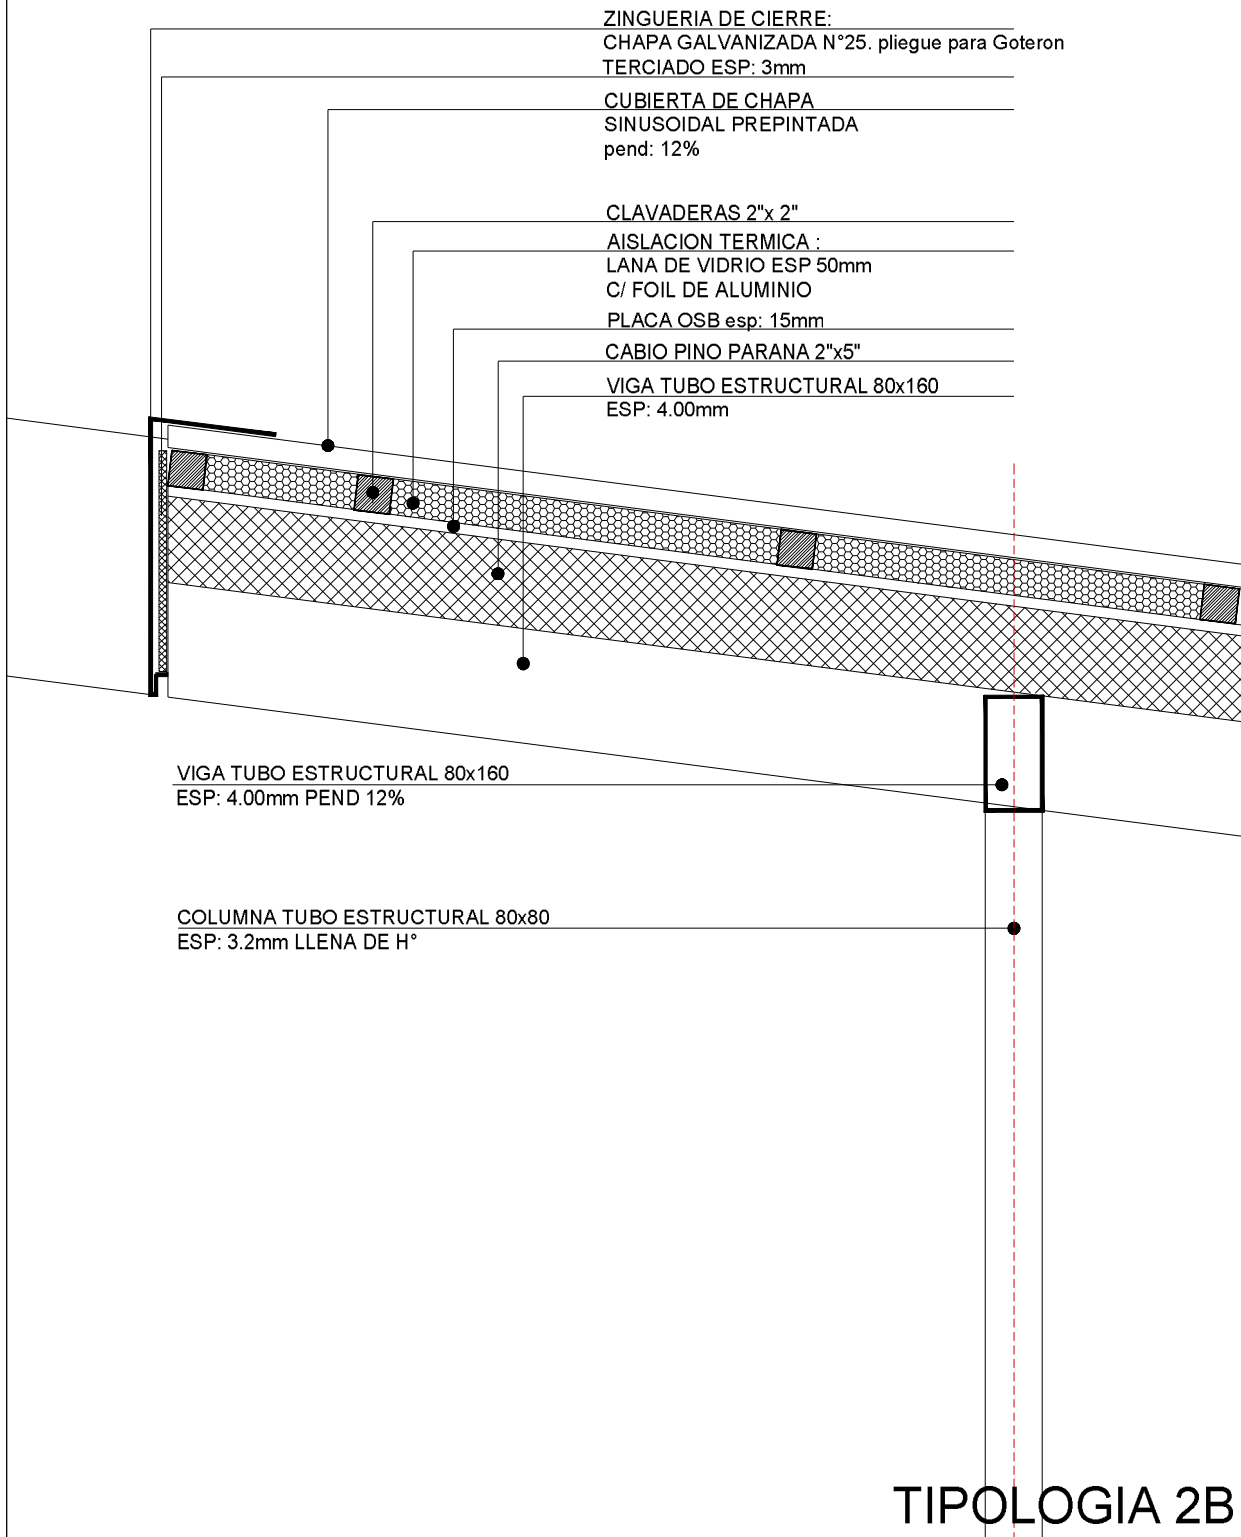 ZINGUERIA DE CIERRE:
CHAPA GALVANIZADA N°25. pliegue para Goteron
TERCIADO ESP: 3mm
CUBIERTA DE CHAPA
SINUSOIDAL PREPINTADA
pend: 12%
CLAVADERAS 2"x 2"
AISLACION TERMICA :
LANA DE VIDRIO ESP 50mm
C/ FOIL DE ALUMINIO
PLACA OSB esp: 15mm
CABIO PINO PARANA 2"x5"
VIGA TUBO ESTRUCTURAL 80x160
ESP: 4.00mm
VIGA TUBO ESTRUCTURAL 80x160
ESP: 4.00mm PEND 12%
COLUMNA TUBO ESTRUCTURAL 80x80
ESP: 3.2mm LLENA DE H°
TIPOLOGIA 2B